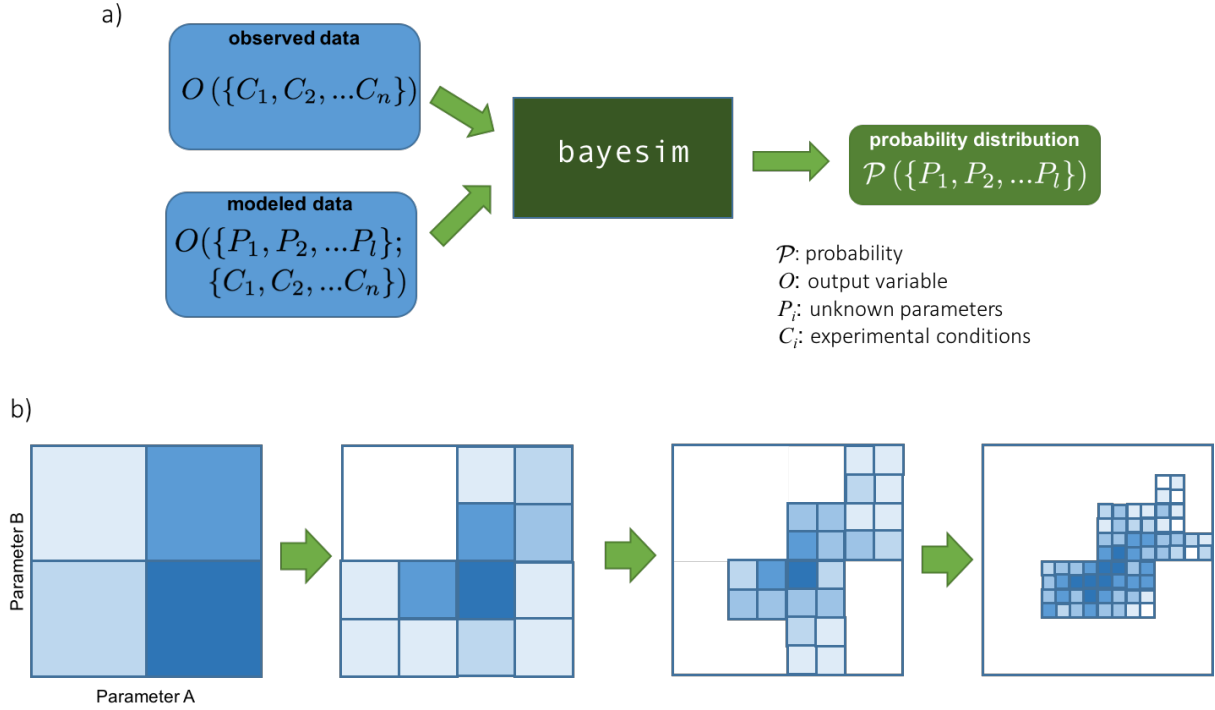 a)
observed data
O ({C₁, C₂, ...Cₙ})
modeled data
O({P₁, P₂, ...Pₗ};
{C₁, C₂, ...Cₙ})
bayesim
probability distribution
𝒫 ({P₁, P₂, ...Pₗ})
𝒫: probability
O: output variable
Pᵢ: unknown parameters
Cᵢ: experimental conditions
b)
Parameter B
Parameter A